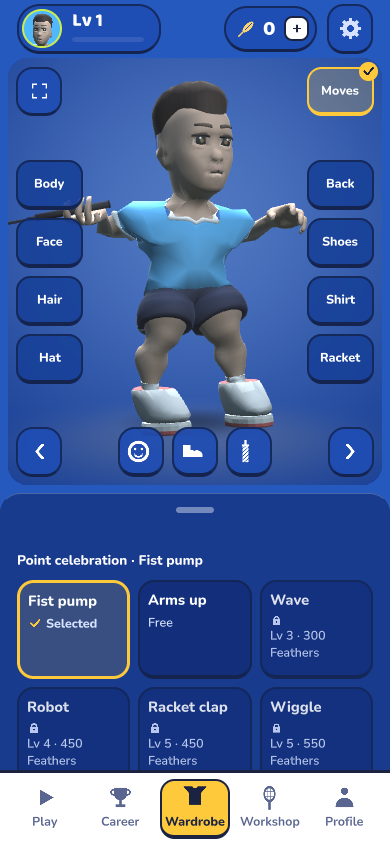 Lv 1
0
+
Moves
Body
Back
Face
Shoes
Hair
Shirt
Hat
Racket
Point celebration · Fist pump
Fist pump
Selected
Arms up
Free
Wave
Lv 3 · 300
Feathers
Robot
Lv 4 · 450
Feathers
Racket clap
Lv 5 · 450
Feathers
Wiggle
Lv 5 · 550
Feathers
Play
Career
Wardrobe
Workshop
Profile